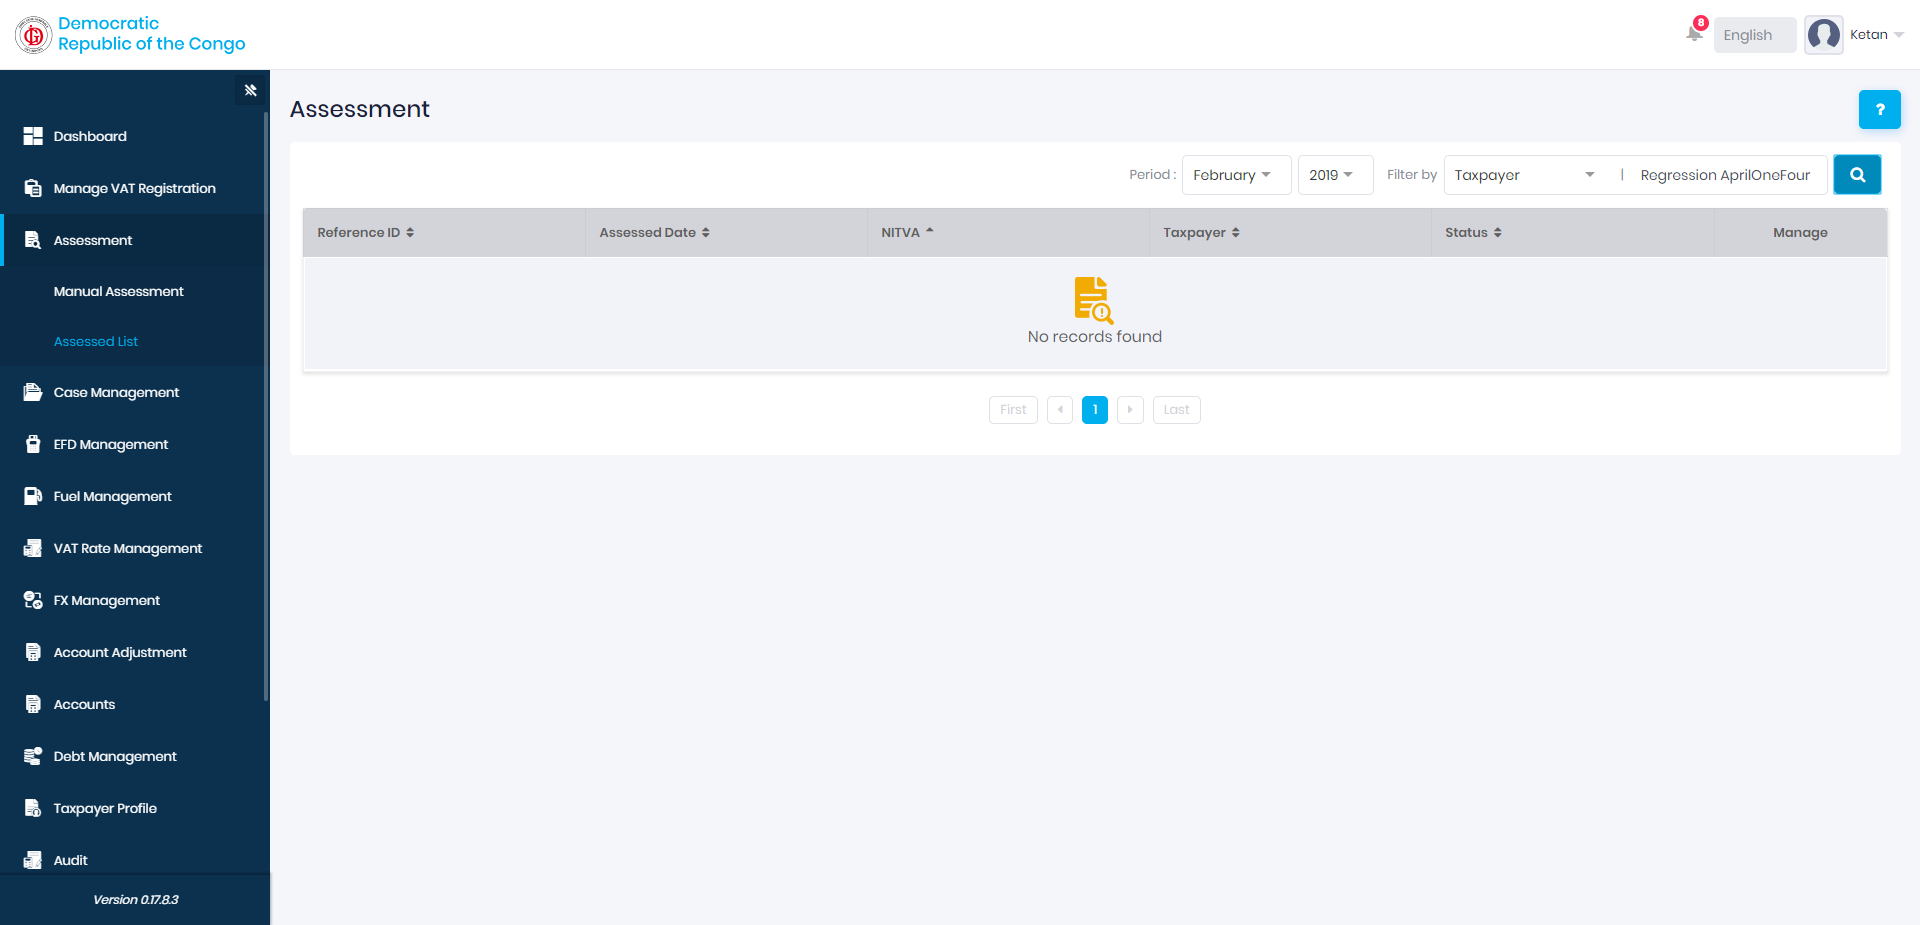 Democratic
Republic of the Congo
8
English
Ketan
Dashboard
Manage VAT Registration
Assessment
Manual Assessment
Assessed List
Case Management
EFD Management
Fuel Management
VAT Rate Management
FX Management
Account Adjustment
Accounts
Debt Management
Taxpayer Profile
Audit
Version 0.17.8.3
Assessment
?
Period : February 2019 Filter by Taxpayer | Regression AprilOneFour
Reference ID Assessed Date NITVA Taxpayer Status Manage
No records found
First 1 Last